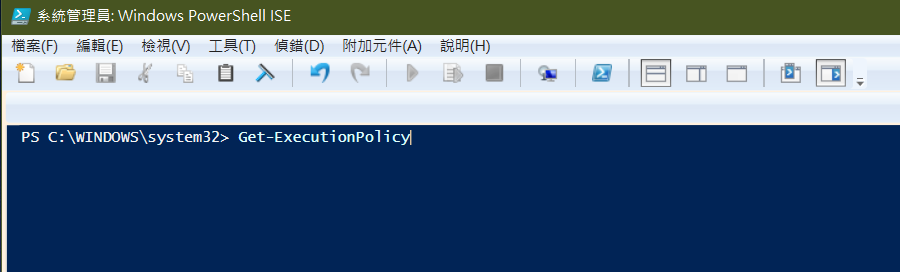 系統管理員: Windows PowerShell ISE
檔案(F) 編輯(E) 檢視(V) 工具(T) 偵錯(D) 附加元件(A) 說明(H)
PS C:\WINDOWS\system32> Get-ExecutionPolicy